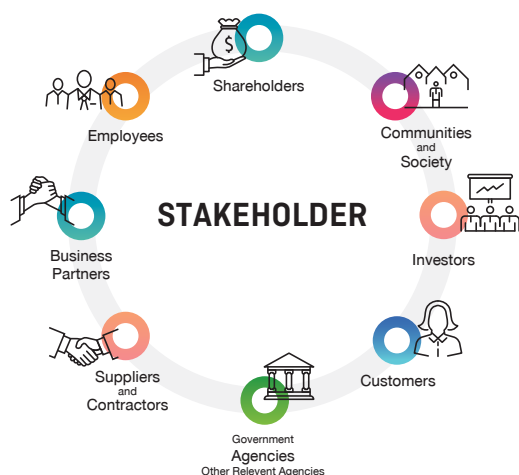 $
Shareholders
Employees
Communities
and
Society
STAKEHOLDER
Business
Partners
Investors
Suppliers
and
Contractors
Customers
Government
Agencies
Other Relevent Agencies